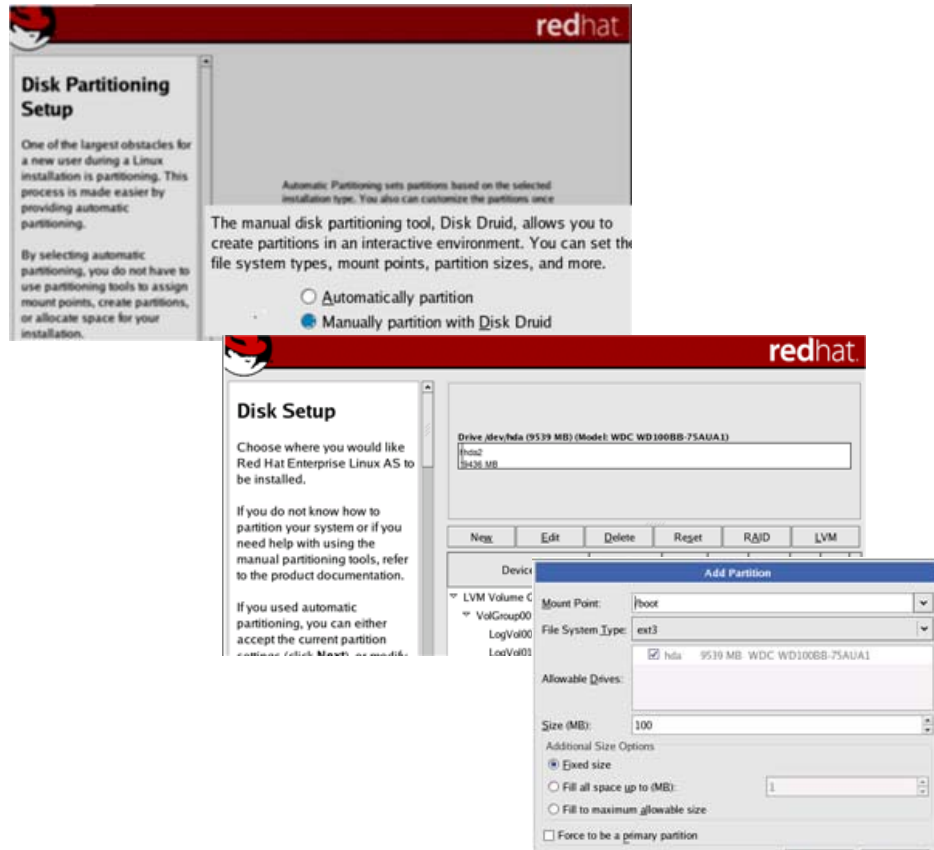 redhat
Disk Partitioning
Setup
One of the largest obstacles for
a new user during a Linux
installation is partitioning. This
process is made easier by
providing automatic
partitioning.
By selecting automatic
partitioning, you do not have to
use partitioning tools to assign
mount points, create partitions,
or allocate space for your
installation.
Automatic Partitioning sets partitions based on the selected
installation type. You also can customize the partitions once
The manual disk partitioning tool, Disk Druid, allows you to
create partitions in an interactive environment. You can set the
file system types, mount points, partition sizes, and more.
Automatically partition
Manually partition with Disk Druid
redhat.
Disk Setup
Choose where you would like
Red Hat Enterprise Linux AS to
be installed.
If you do not know how to
partition your system or if you
need help with using the
manual partitioning tools, refer
to the product documentation.
If you used automatic
partitioning, you can either
accept the current partition
settings (click Next), or modify
Drive /dev/hda (9539 MB) (Model: WDC WD100BB-75AUA1)
hda2
9436 MB
New Edit Delete Reset RAID LVM
Device
LVM Volume G
VolGroup00
LogVol00
LogVol01
Add Partition
Mount Point: /boot
File System Type: ext3
Allowable Drives: hda 9539 MB WDC WD100BB-75AUA1
Size (MB): 100
Additional Size Options
Fixed size
Fill all space up to (MB): 1
Fill to maximum allowable size
Force to be a primary partition